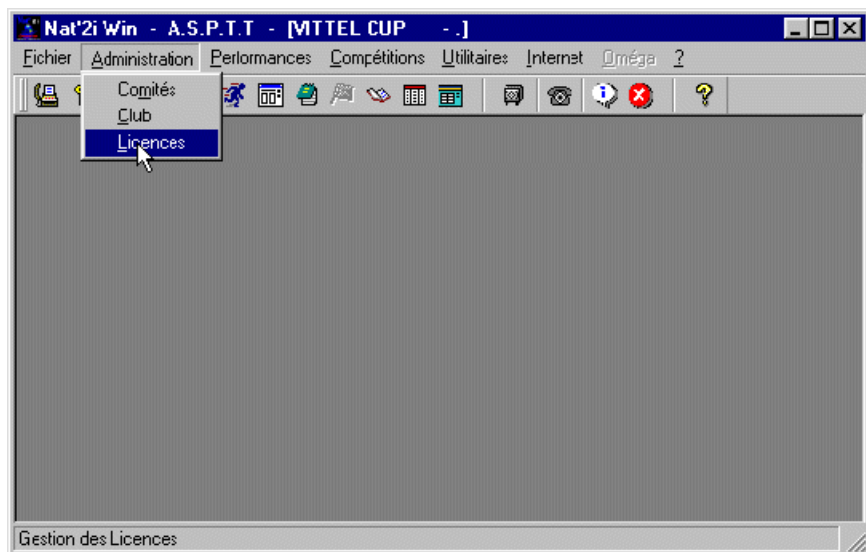 Nat'2i Win - A.S.P.T.T - [MTTEL CUP - .]
Fichier Administration Performances Compétitions Utilitaires Internet Oméga ?
Comités
Club
Licences
Gestion des Licences